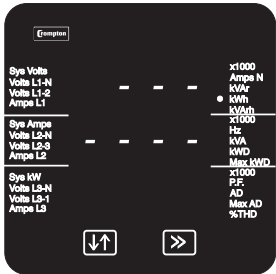 Crompton
Sys Volts
Volts L1-N
Volts L1-2
Amps L1
x1000
Amps N
kVAr
kWh
kVArh
Sys Amps
Volts L2-N
Volts L2-3
Amps L2
x1000
Hz
kVA
kWD
Max kWD
Sys kW
Volts L3-N
Volts L3-1
Amps L3
x1000
P.F.
AD
Max AD
%THD